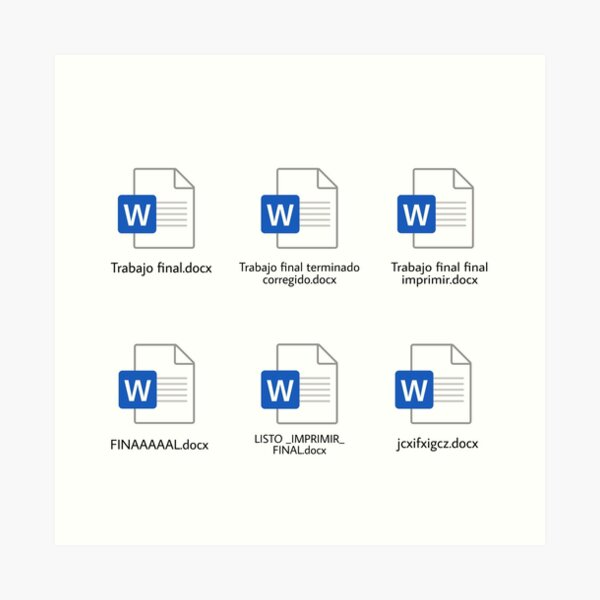 W
W
W
Trabajo final.docx
Trabajo final terminado
corregido.docx
Trabajo final final
imprimir.docx
W
W
W
FINAAAAAL.docx
LISTO _IMPRIMIR_
FINAL.docx
jcxifxigcz.docx